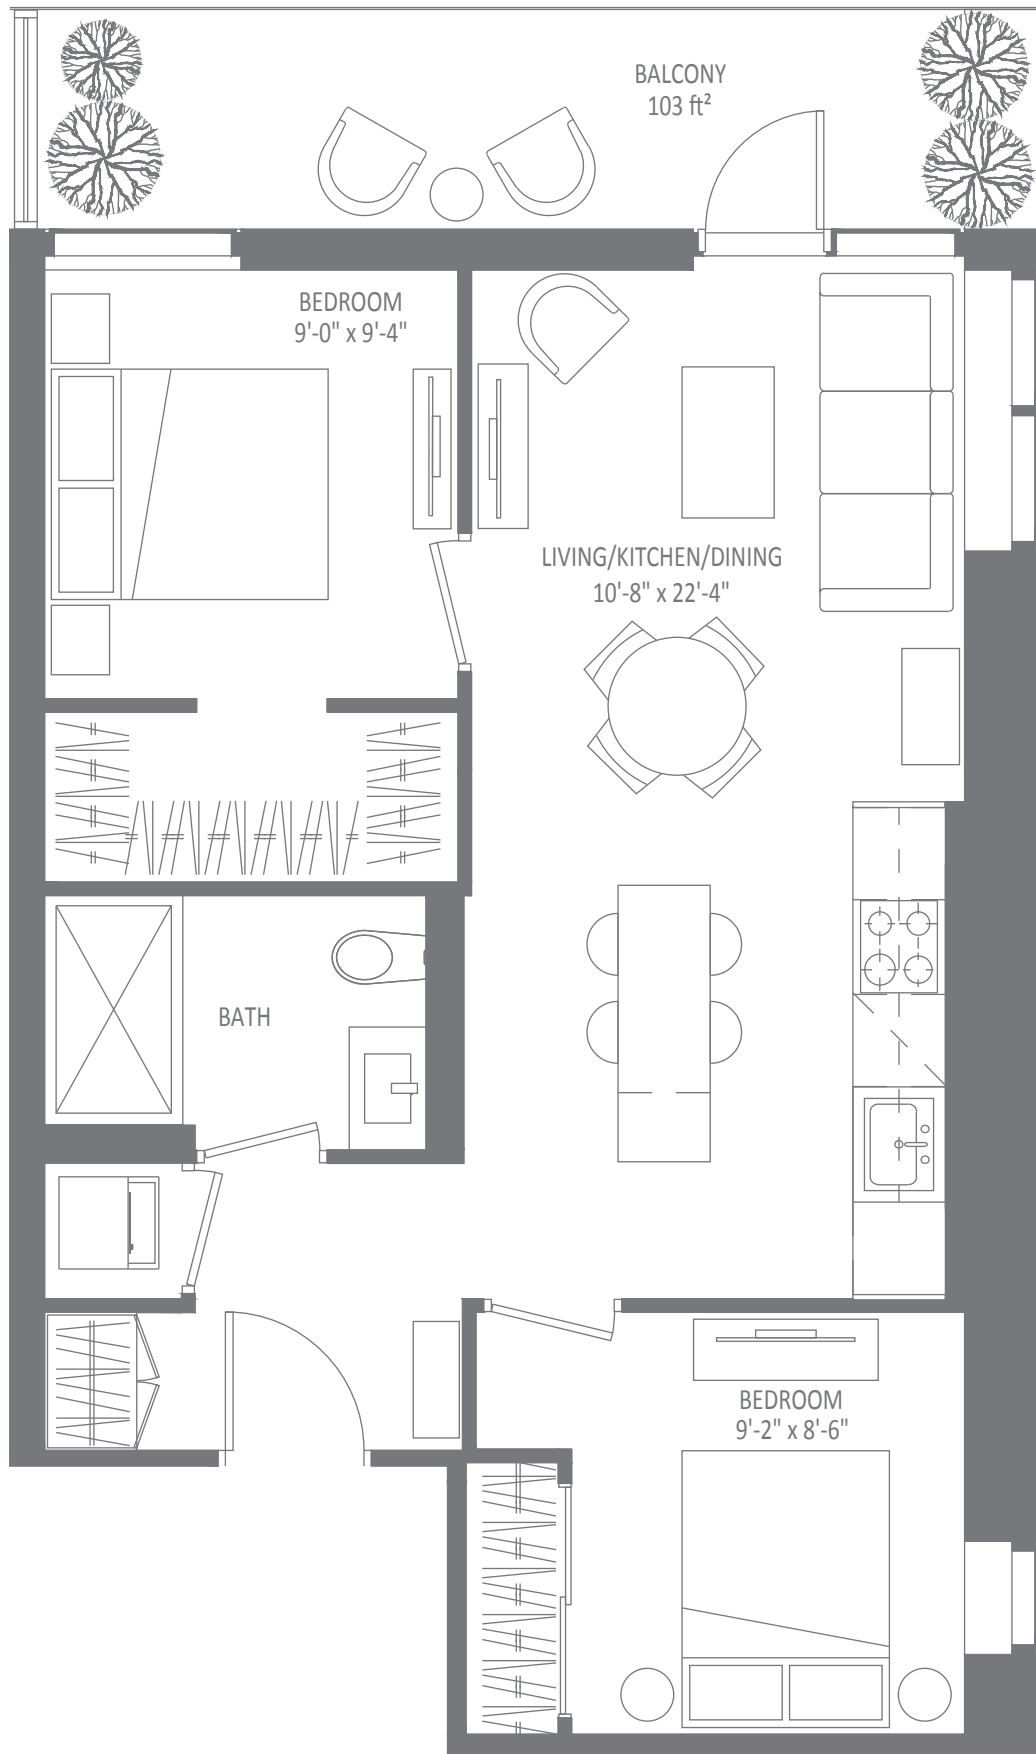 BALCONY
103 ft²
BEDROOM
9'-0" x 9'-4"
LIVING/KITCHEN/DINING
10'-8" x 22'-4"
BATH
BEDROOM
9'-2" x 8'-6"